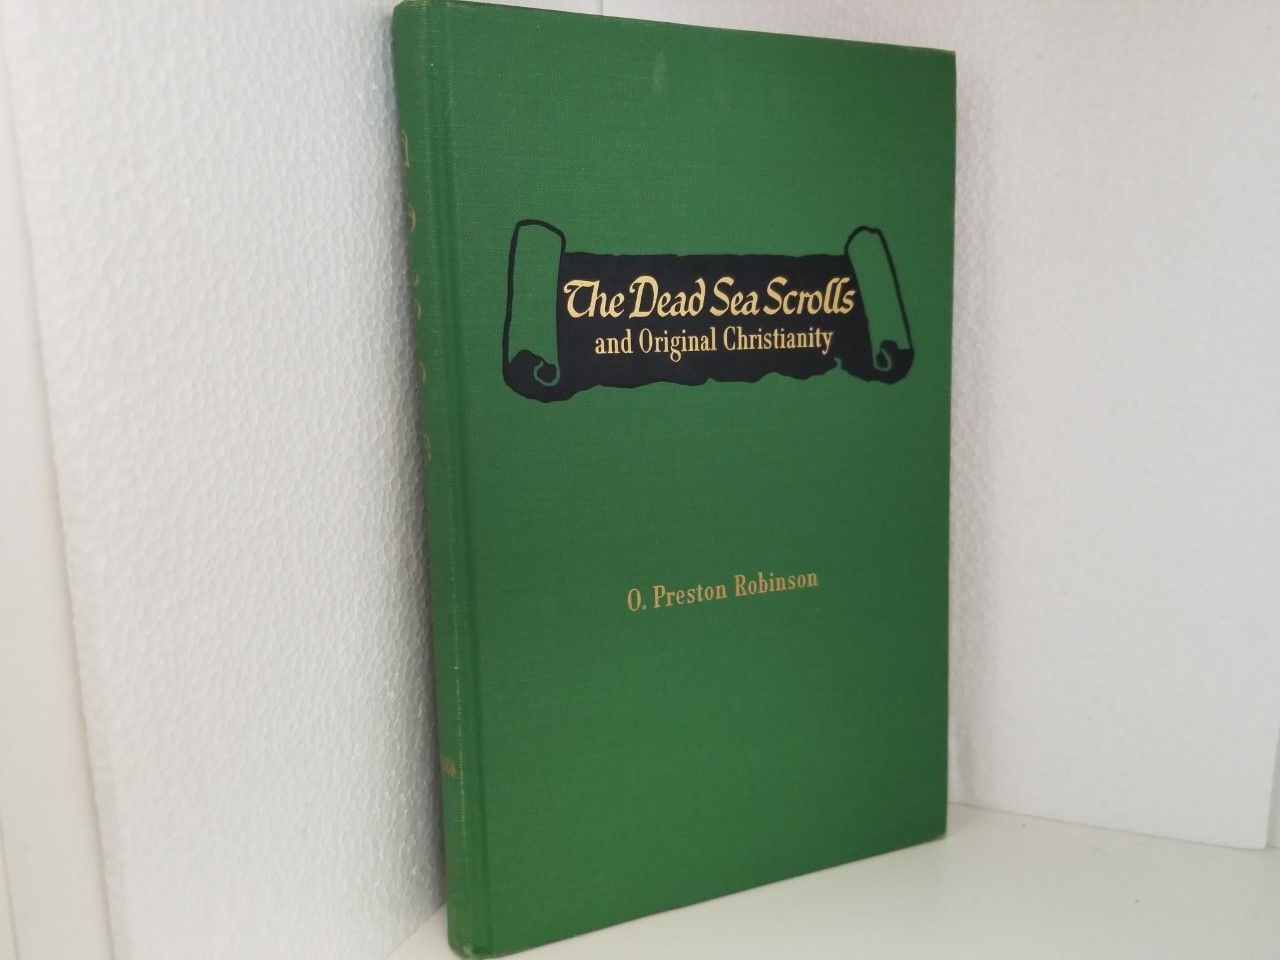 The Dead Sea Scrolls
and Original Christianity
O. Preston Robinson